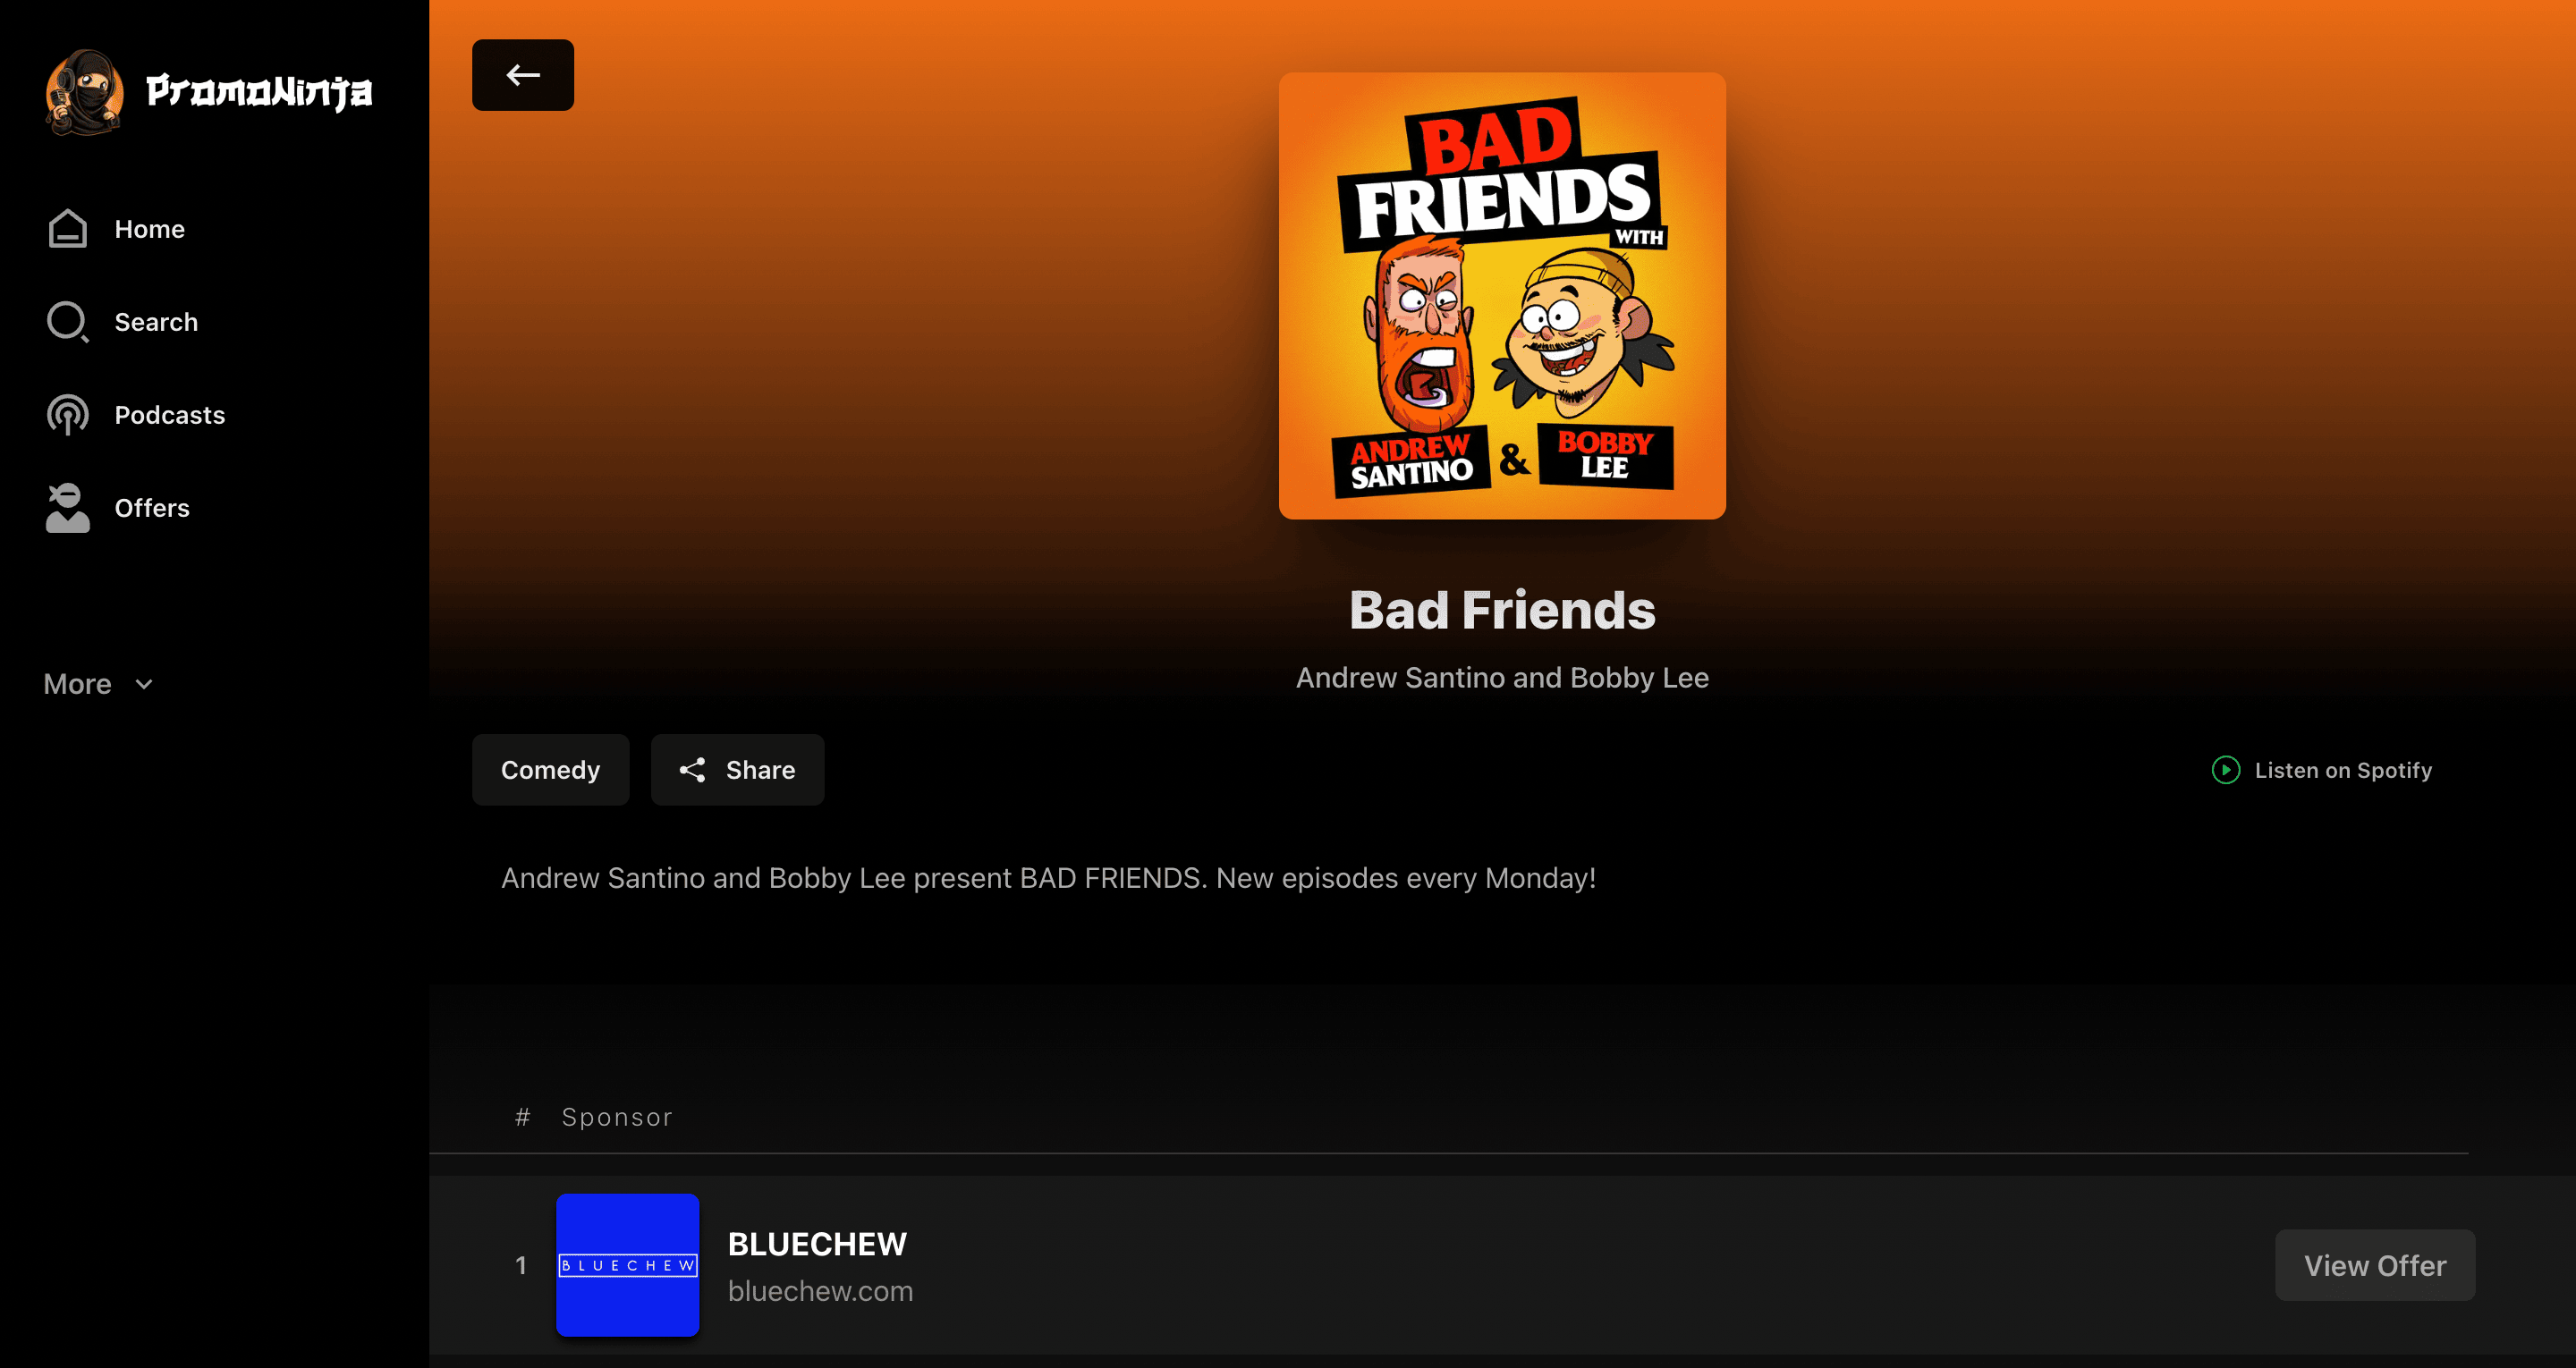 PromoNinja
Home
Search
Podcasts
Offers
More
BAD
FRIENDS
WITH
ANDREW
SANTINO
&
BOBBY
LEE
Bad Friends
Andrew Santino and Bobby Lee
Comedy
Share
Listen on Spotify
Andrew Santino and Bobby Lee present BAD FRIENDS. New episodes every Monday!
# Sponsor
1
BLUECHEW
BLUECHEW
bluechew.com
View Offer